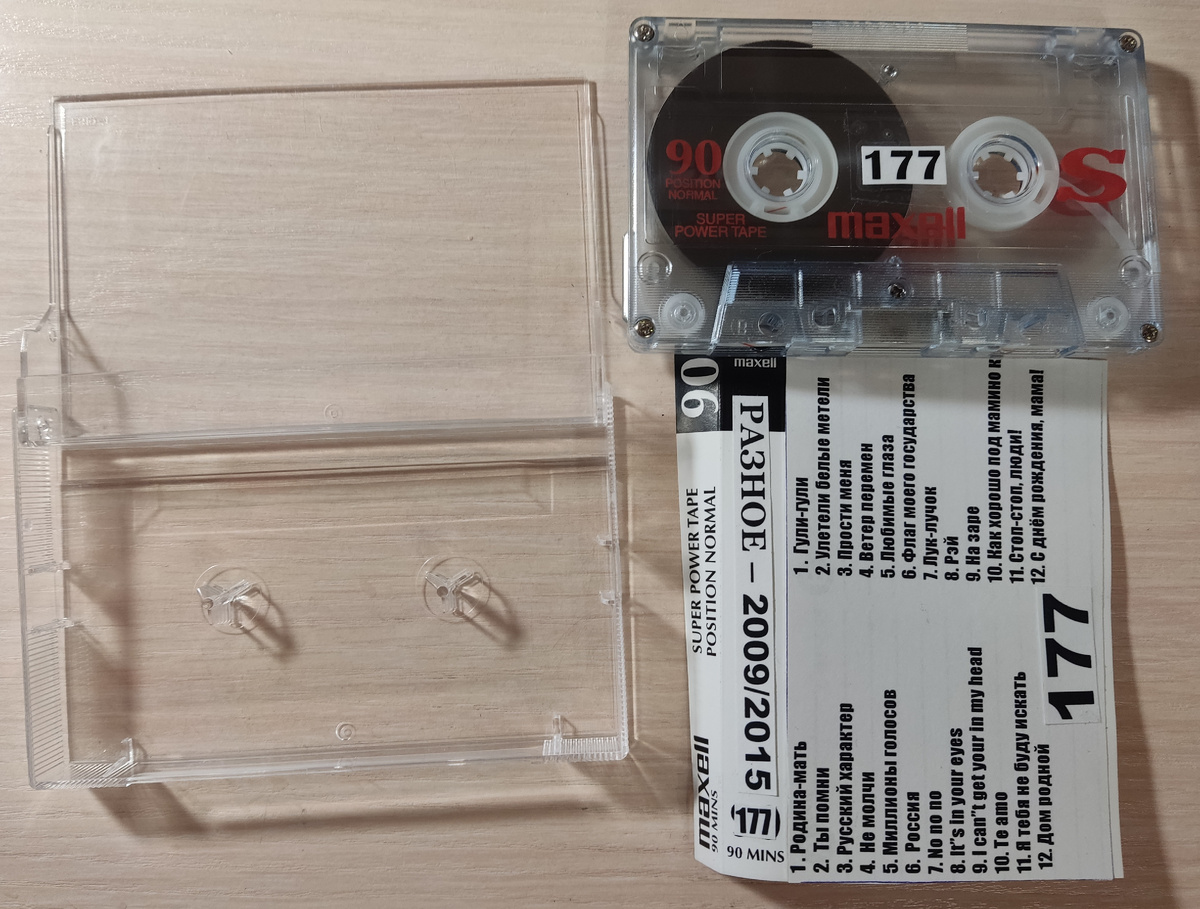 90
POSITION
NORMAL
SUPER
POWER TAPE
177
maxell
S
maxell
90
SUPER POWER TAPE
POSITION NORMAL
maxell
90 MINS
РАЗНОЕ – 2009/2015
177
90 MINS
1. Родина-мать
2. Ты помни
3. Русский характер
4. Не молчи
5. Миллионы голосов
6. Россия
7. No no no
8. It"s in your eyes
9. I can"t get your in my head
10. Te amo
11. Я тебя не буду искать
12. Дом родной
1. Гули-гули
2. Улетели белые метели
3. Прости меня
4. Ветер перемен
5. Любимые глаза
6. Флаг моего государства
7. Лук-лучок
8. Рэй
9. На заре
10. Как хорошо под мамино к
11. Стоп-стоп, люди!
12. С днём рождения, мама!
177